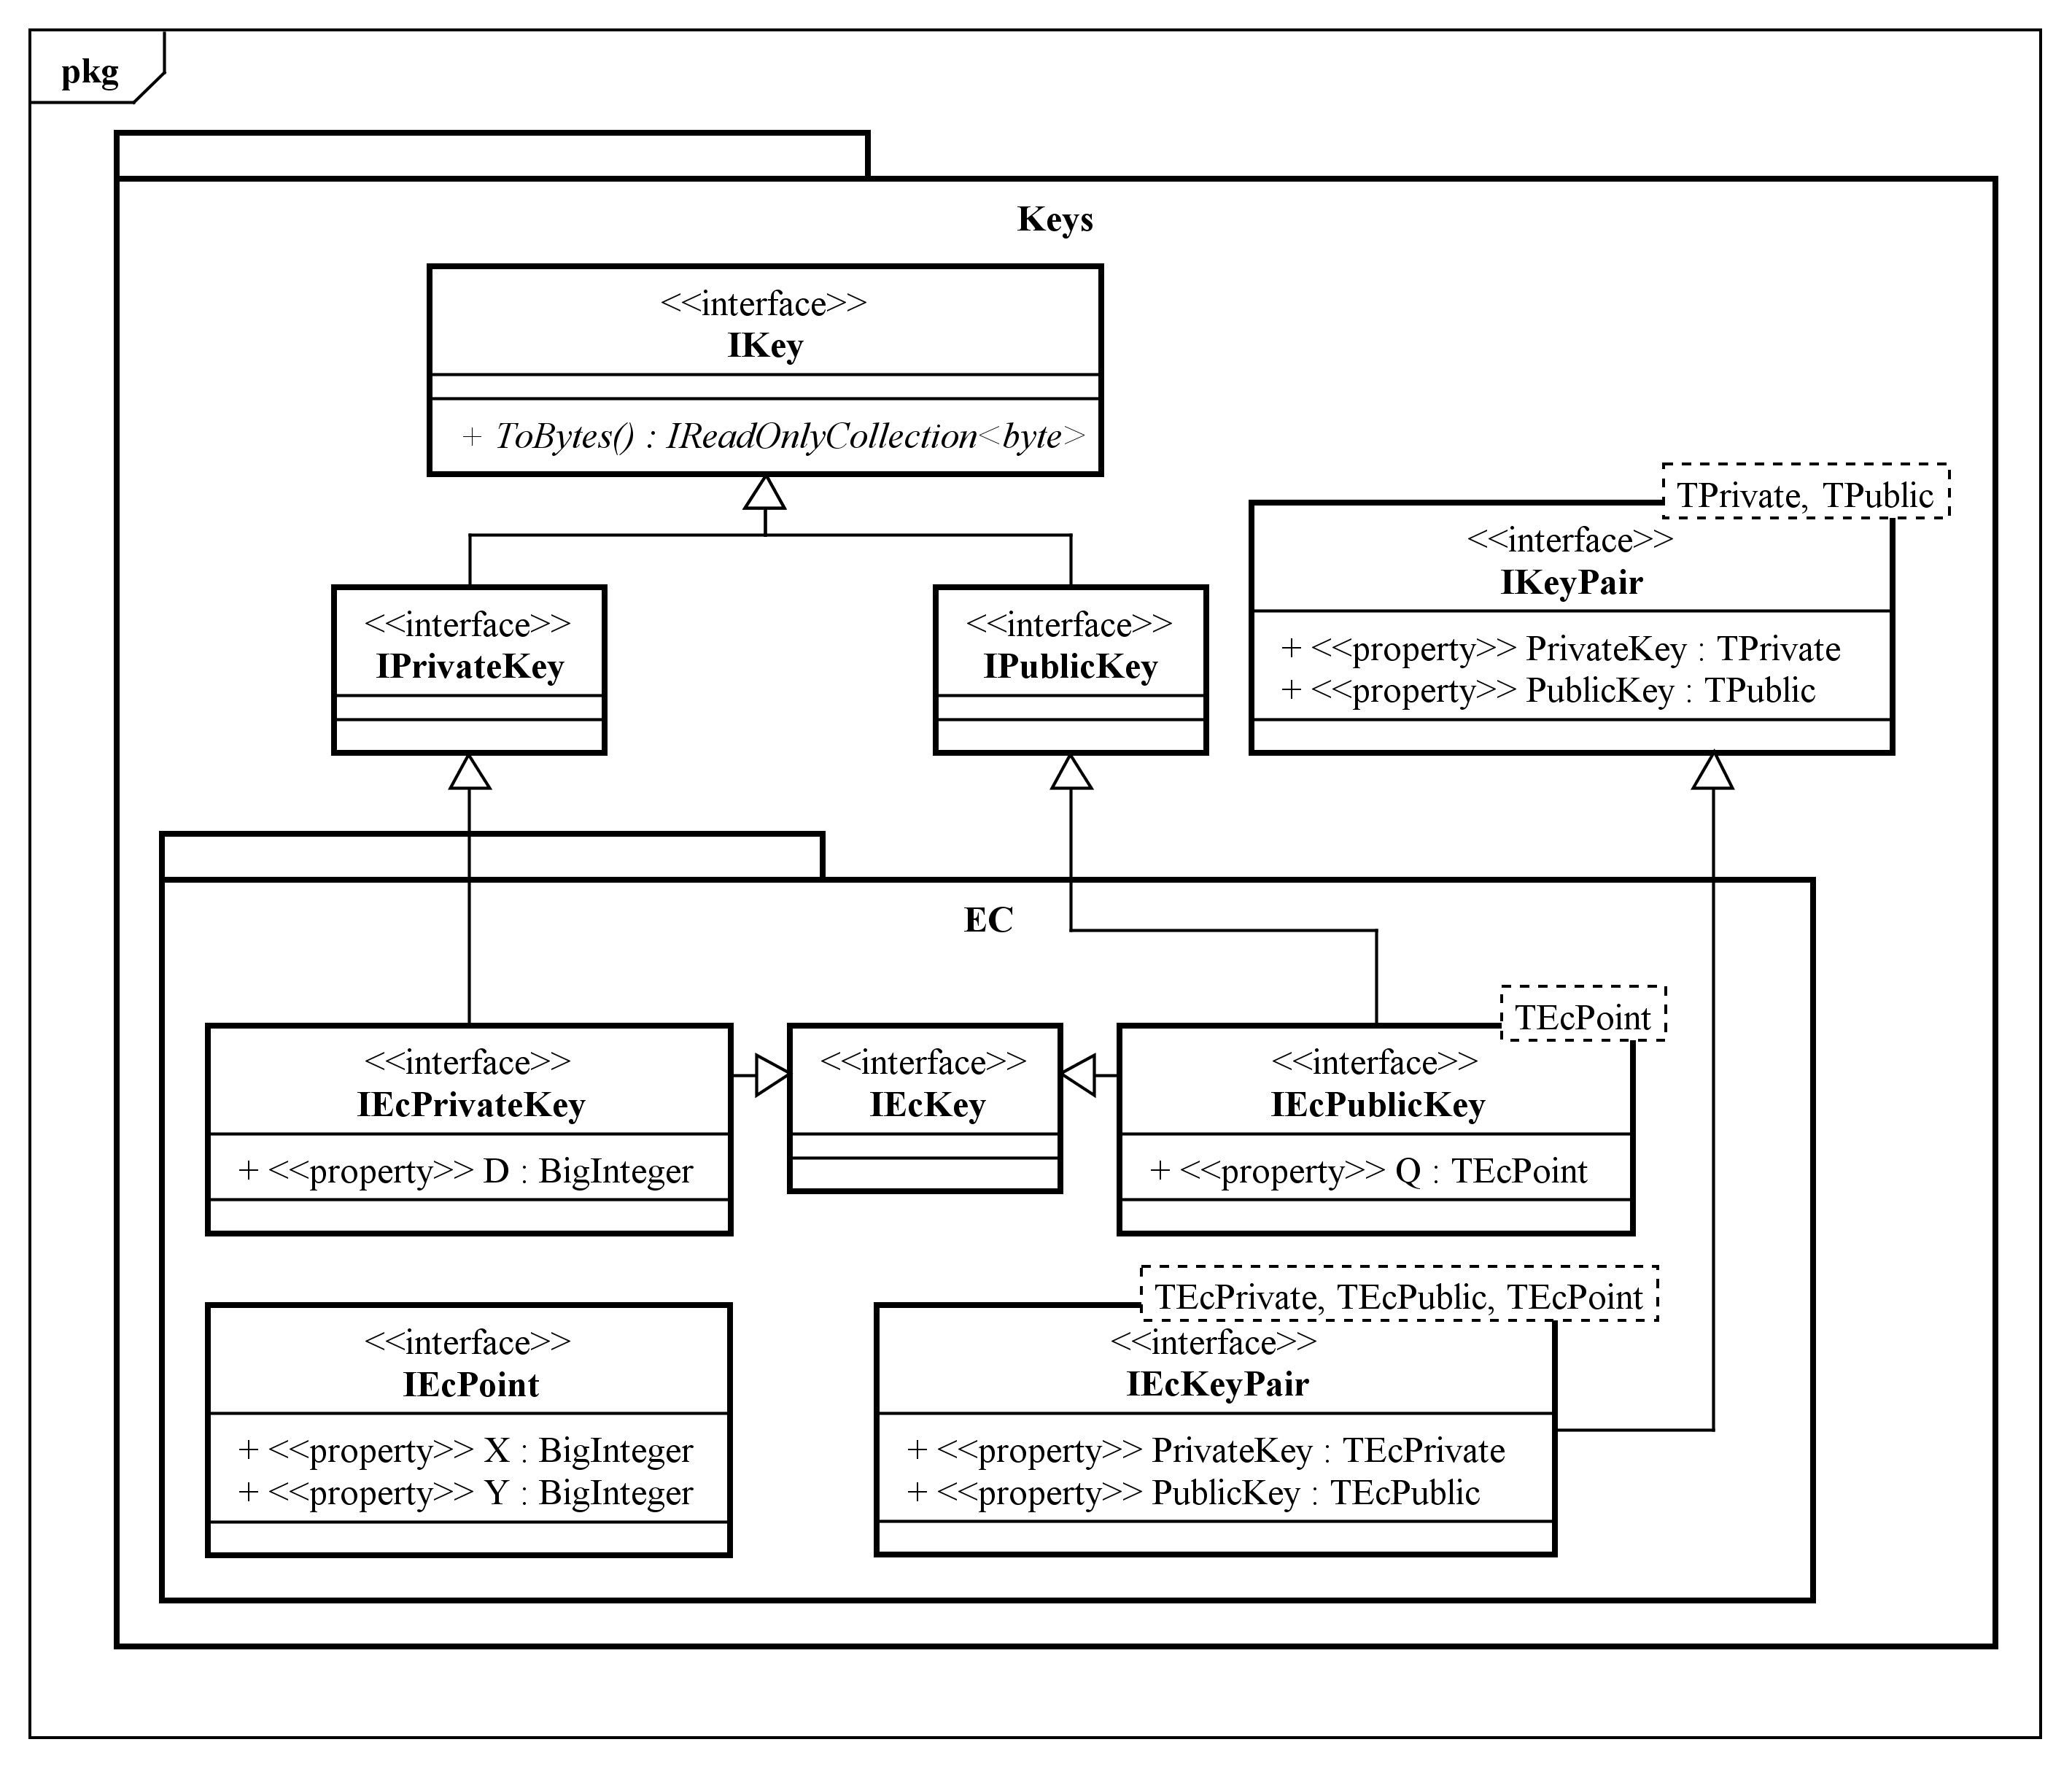 pkg
Keys
<<interface>>
IKey
+ ToBytes() : IReadOnlyCollection<byte>
TPrivate, TPublic
<<interface>>
IKeyPair
+ <<property>> PrivateKey : TPrivate
+ <<property>> PublicKey : TPublic
<<interface>>
IPrivateKey
<<interface>>
IPublicKey
EC
<<interface>>
IEcPrivateKey
+ <<property>> D : BigInteger
<<interface>>
IEcKey
TEcPoint
<<interface>>
IEcPublicKey
+ <<property>> Q : TEcPoint
<<interface>>
IEcPoint
+ <<property>> X : BigInteger
+ <<property>> Y : BigInteger
TEcPrivate, TEcPublic, TEcPoint
<<interface>>
IEcKeyPair
+ <<property>> PrivateKey : TEcPrivate
+ <<property>> PublicKey : TEcPublic